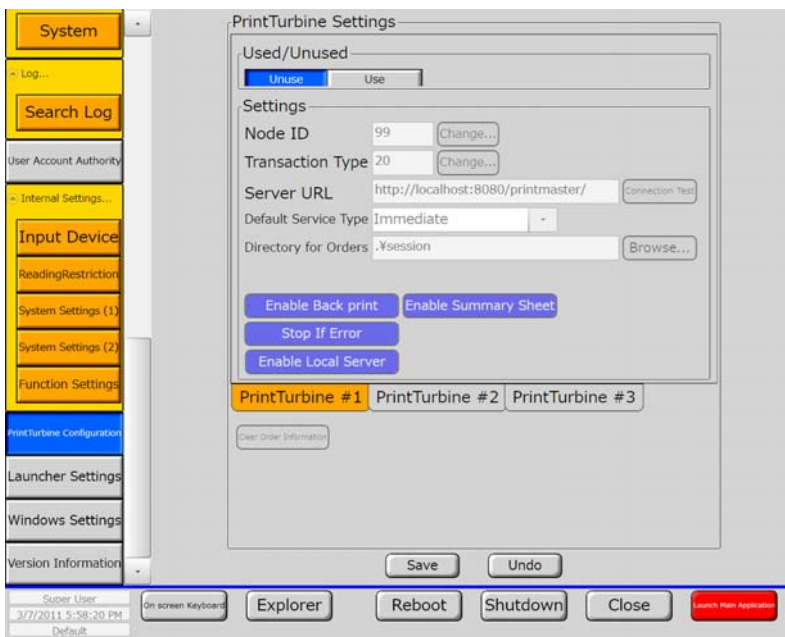 System
Log...
Search Log
User Account Authority
Internal Settings...
Input Device
ReadingRestriction
System Settings (1)
System Settings (2)
Function Settings
PrintTurbine Configuration
Launcher Settings
Windows Settings
Version Information
PrintTurbine Settings
Used/Unused
Unuse Use
Settings
Node ID 99 Change...
Transaction Type 20 Change...
Server URL http://localhost:8080/printmaster/ Connection Test
Default Service Type Immediate
Directory for Orders .¥session Browse...
Enable Back print Enable Summary Sheet
Stop If Error
Enable Local Server
PrintTurbine #1 PrintTurbine #2 PrintTurbine #3
Clear Order Information
Save Undo
Super User
3/7/2011 5:58:20 PM
Default
On screen Keyboard Explorer Reboot Shutdown Close Launch Main Application